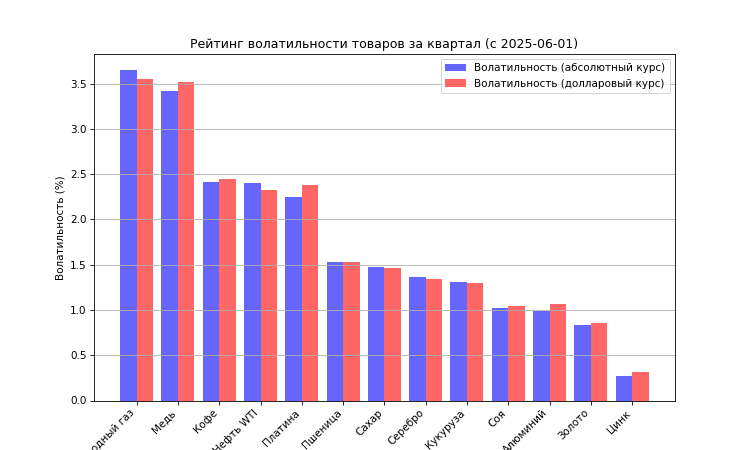 Рейтинг волатильности товаров за квартал (с 2025-06-01)
Волатильность (абсолютный курс)
Волатильность (долларовый курс)
Волатильность (%)
3.5
3.0
2.5
2.0
1.5
1.0
0.5
0.0
одный газ
Медь
Кофе
Нефть WTI
Платина
Пшеница
Сахар
Серебро
Кукуруза
Соя
Алюминий
Золото
Цинк